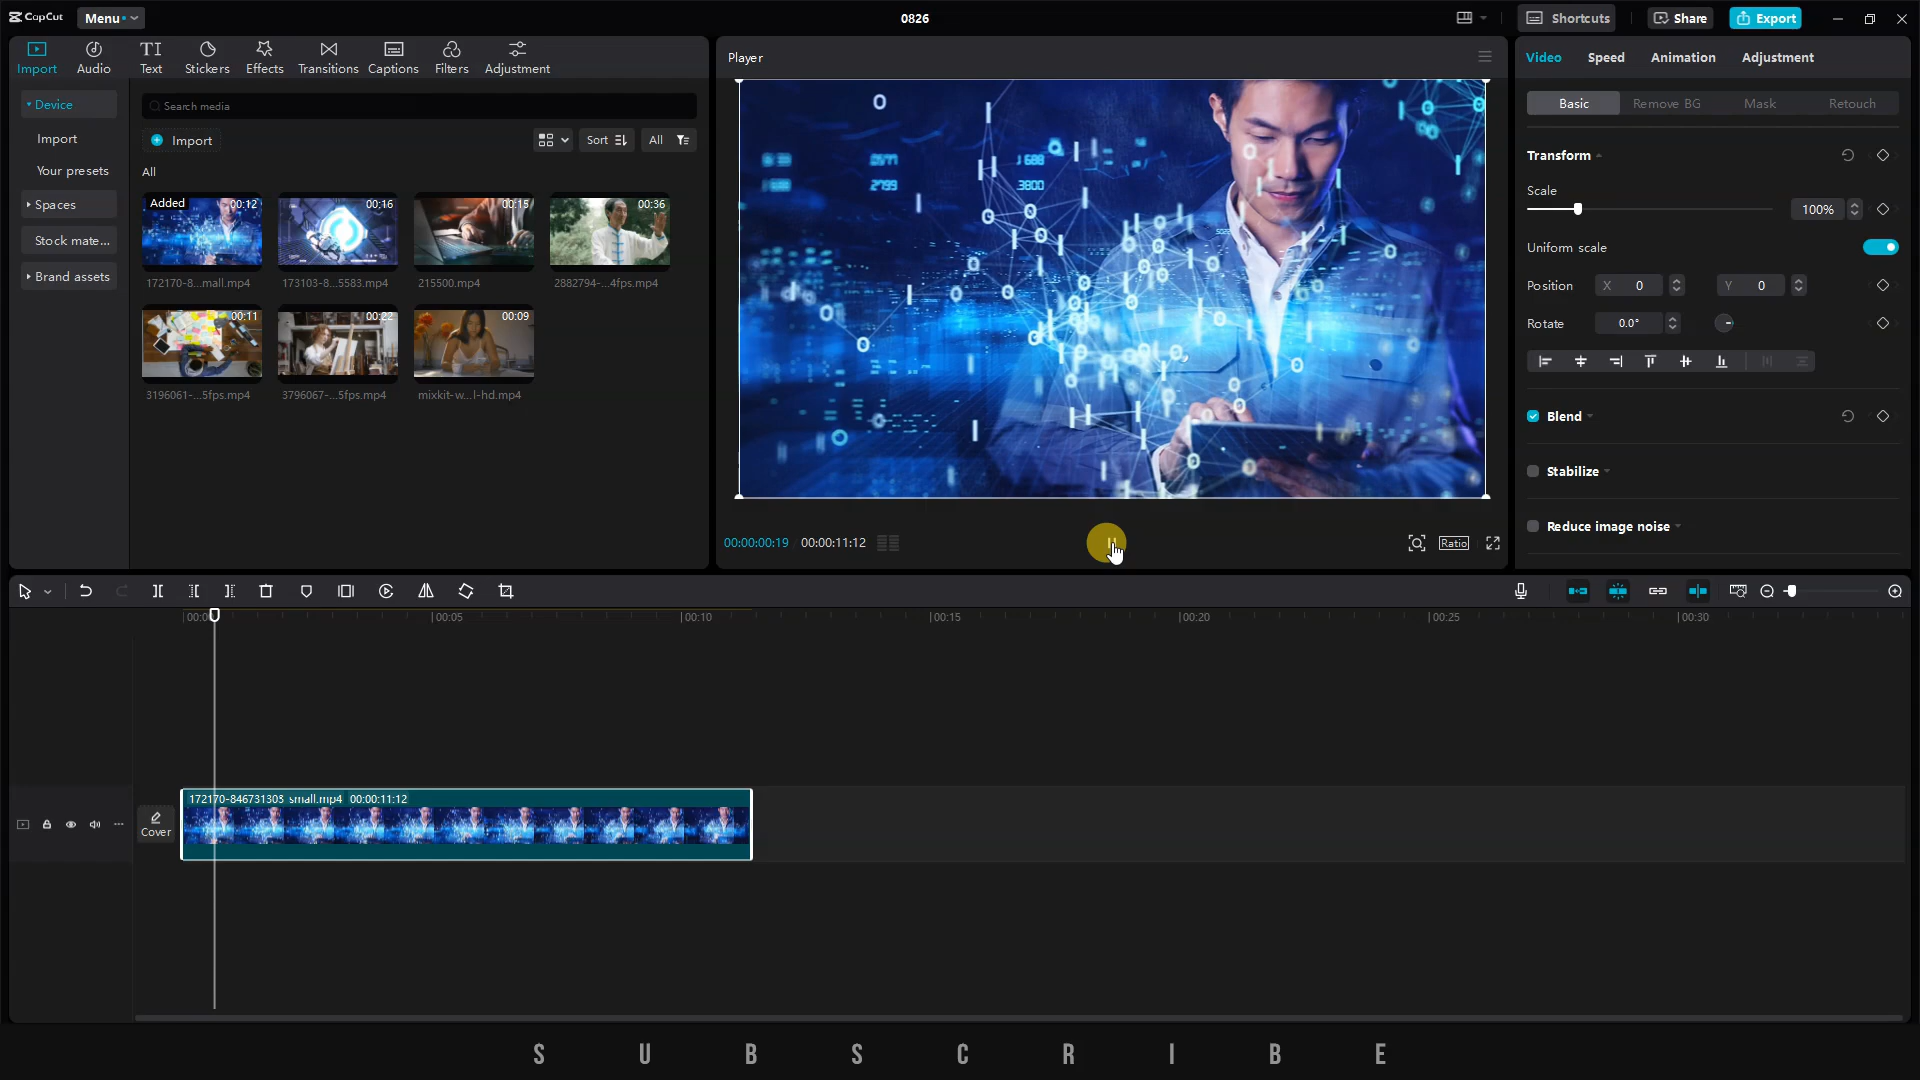 CapCut
Menu
0826
Shortcuts
Share
Export
Import
Audio
Text
Stickers
Effects
Transitions
Captions
Filters
Adjustment
Device
Import
Your presets
Spaces
Stock mate...
Brand assets
Search media
Import
Sort
All
All
Added
00:12
00:16
00:15
00:36
172170-8...mall.mp4
173103-8...5583.mp4
215500.mp4
2882794-...4fps.mp4
00:11
00:22
00:09
3196061-...5fps.mp4
3796067-...5fps.mp4
mixkit-w...l-hd.mp4
Player
1688
2799
3800
00:00:00:19
00:00:11:12
Ratio
Video
Speed
Animation
Adjustment
Basic
Remove BG
Mask
Retouch
Transform
Scale
100%
Uniform scale
Position
X 0
Y 0
Rotate
0.0°
Blend
Stabilize
Reduce image noise
00:05
00:10
00:15
00:20
00:25
00:30
172170-846731303_small.mp4 00:00:11:12
Cover
SUBSCRIBE